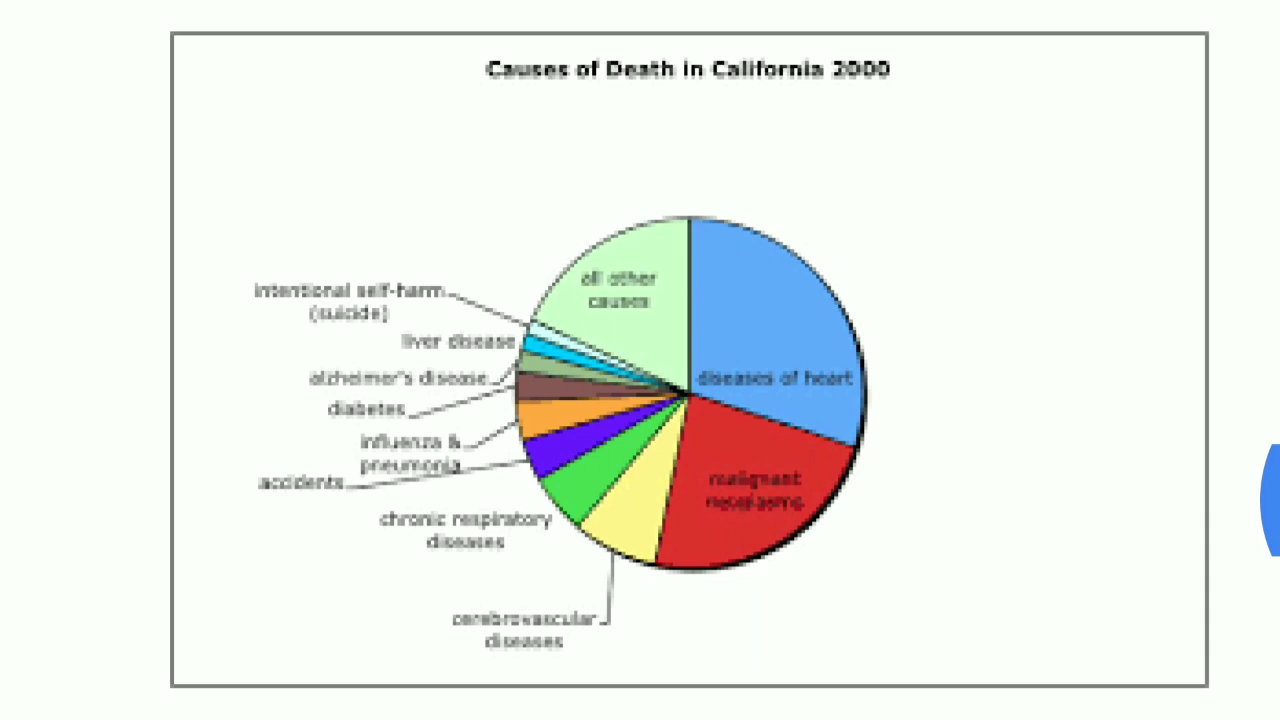 Causes of Death in California 2000
all other
causes
intentional self-harm
(suicide)
liver disease
alzheimer's disease
diseases of heart
diabetes
influenza &
pneumonia
accidents
malignant
neoplasms
chronic respiratory
diseases
cerebrovascular
diseases